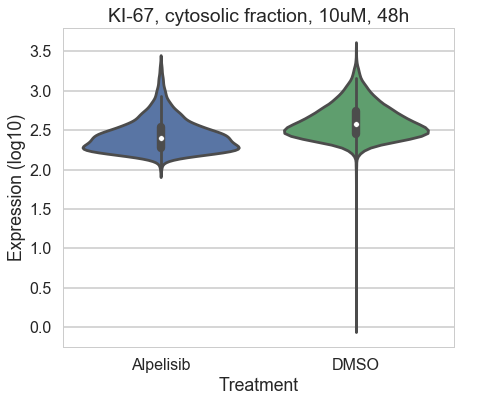 KI-67, cytosolic fraction, 10uM, 48h
Expression (log10)
3.5
3.0
2.5
2.0
1.5
1.0
0.5
0.0
Alpelisib
DMSO
Treatment